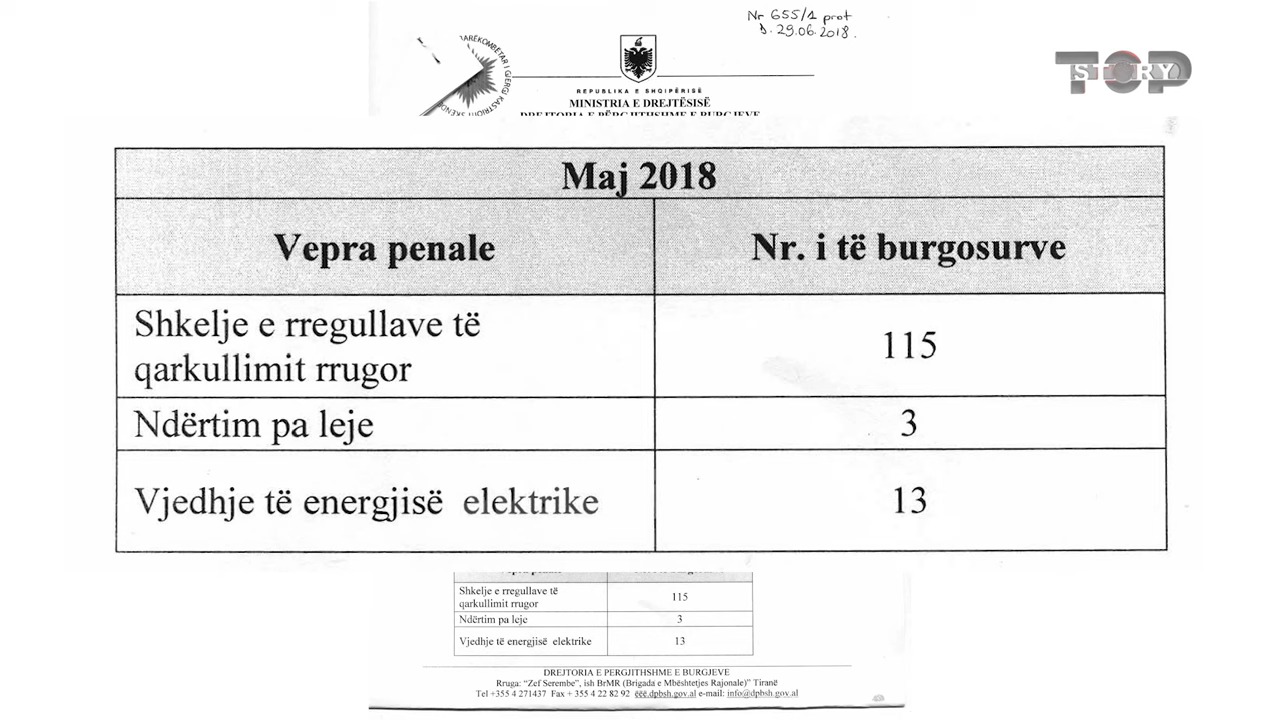 Nr 655/1 prot
D. 29.06.2018.
TOP
STORY
REPUBLIKA E SHQIPËRISË
MINISTRIA E DREJTËSISË
DREJTORIA E PËRGJITHSHME E BURGJEVE
Maj 2018
Vepra penale
Nr. i të burgosurve
Shkelje e rregullave të
qarkullimit rrugor
115
Ndërtim pa leje
3
Vjedhje të energjisë elektrike
13
Shkelje e rregullave të
qarkullimit rrugor
115
Ndërtim pa leje
3
Vjedhje të energjisë elektrike
13
DREJTORIA E PERGJITHSHME E BURGJEVE
Rruga: “Zef Serembe”, ish BrMR (Brigada e Mbështetjes Rajonale)” Tiranë
Tel +355 4 271437 Fax + 355 4 22 82 92 ëëë.dpbsh.gov.al e-mail: info@dpbsh.gov.al